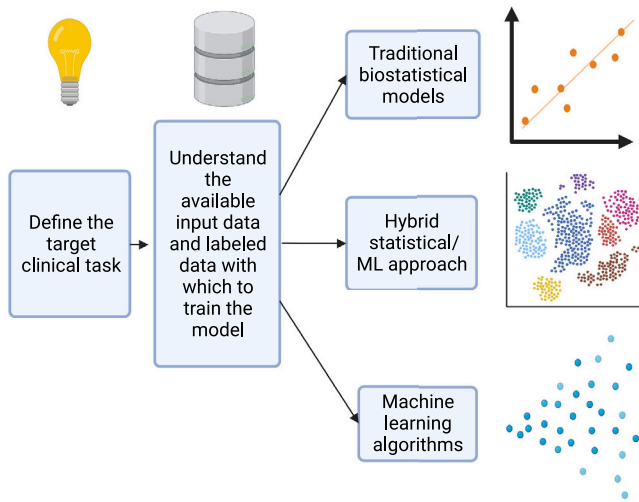 Define the
target
clinical task
Understand
the
available
input data
and labeled
data with
which to
train the
model
Traditional
biostatistical
models
Hybrid
statistical/
ML approach
Machine
learning
algorithms